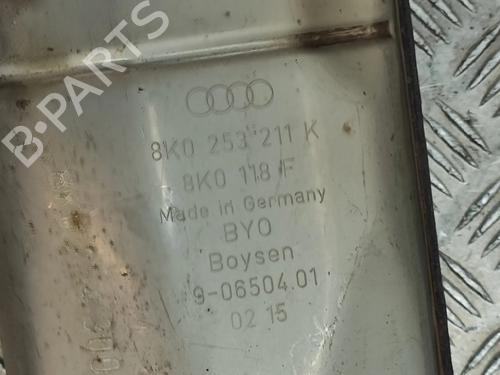 B-PARTS
8K0 253 211 K
8K0 118 F
Made in Germany
BYO
Boysen
9-06504.01
02 15